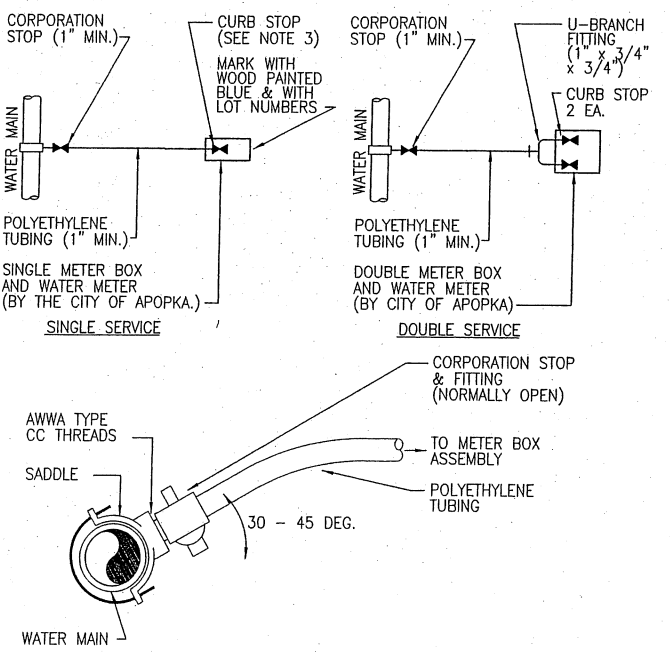 CORPORATION
STOP (1" MIN.)
CURB STOP
(SEE NOTE 3)
MARK WITH
WOOD PAINTED
BLUE & WITH
LOT NUMBERS
WATER MAIN
POLYETHYLENE
TUBING (1" MIN.)
SINGLE METER BOX
AND WATER METER
(BY THE CITY OF APOPKA.)
SINGLE SERVICE
CORPORATION
STOP (1" MIN.)
U-BRANCH
FITTING
(1" x 3/4"
x 3/4")
CURB STOP
2 EA.
WATER MAIN
POLYETHYLENE
TUBING (1" MIN.)
DOUBLE METER BOX
AND WATER METER
(BY CITY OF APOPKA)
DOUBLE SERVICE
CORPORATION STOP
& FITTING
(NORMALLY OPEN)
AWWA TYPE
CC THREADS
SADDLE
TO METER BOX
ASSEMBLY
POLYETHYLENE
TUBING
30 - 45 DEG.
WATER MAIN